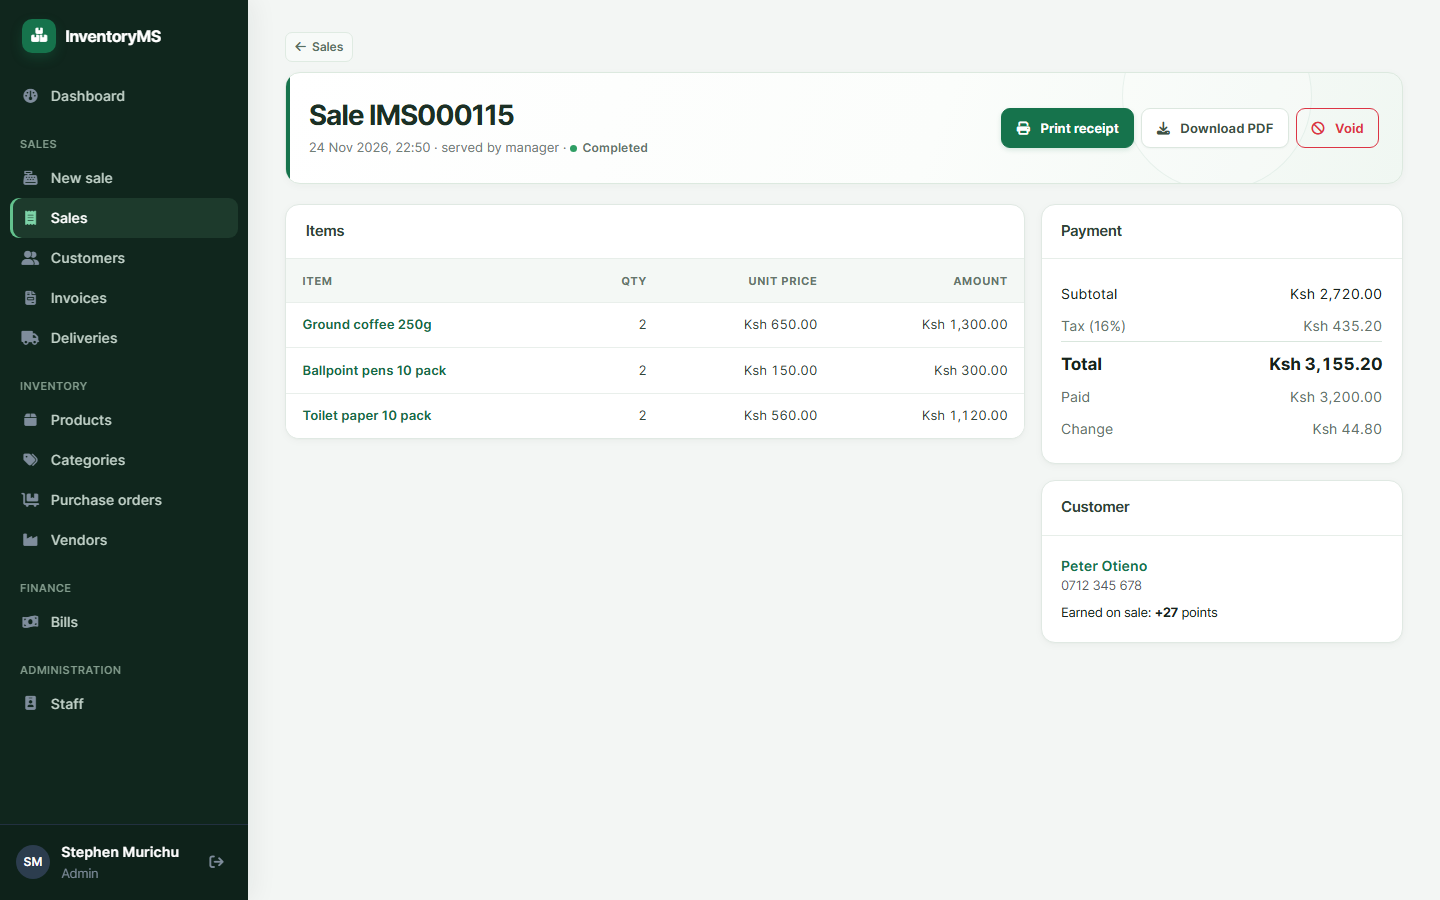 InventoryMS
Dashboard
SALES
New sale
Sales
Customers
Invoices
Deliveries
INVENTORY
Products
Categories
Purchase orders
Vendors
FINANCE
Bills
ADMINISTRATION
Staff
SM
Stephen Murichu
Admin
← Sales
Sale IMS000115
24 Nov 2026, 22:50 · served by manager · Completed
Print receipt
Download PDF
Void
Items
ITEM QTY UNIT PRICE AMOUNT
Ground coffee 250g 2 Ksh 650.00 Ksh 1,300.00
Ballpoint pens 10 pack 2 Ksh 150.00 Ksh 300.00
Toilet paper 10 pack 2 Ksh 560.00 Ksh 1,120.00
Payment
Subtotal Ksh 2,720.00
Tax (16%) Ksh 435.20
Total Ksh 3,155.20
Paid Ksh 3,200.00
Change Ksh 44.80
Customer
Peter Otieno
0712 345 678
Earned on sale: +27 points